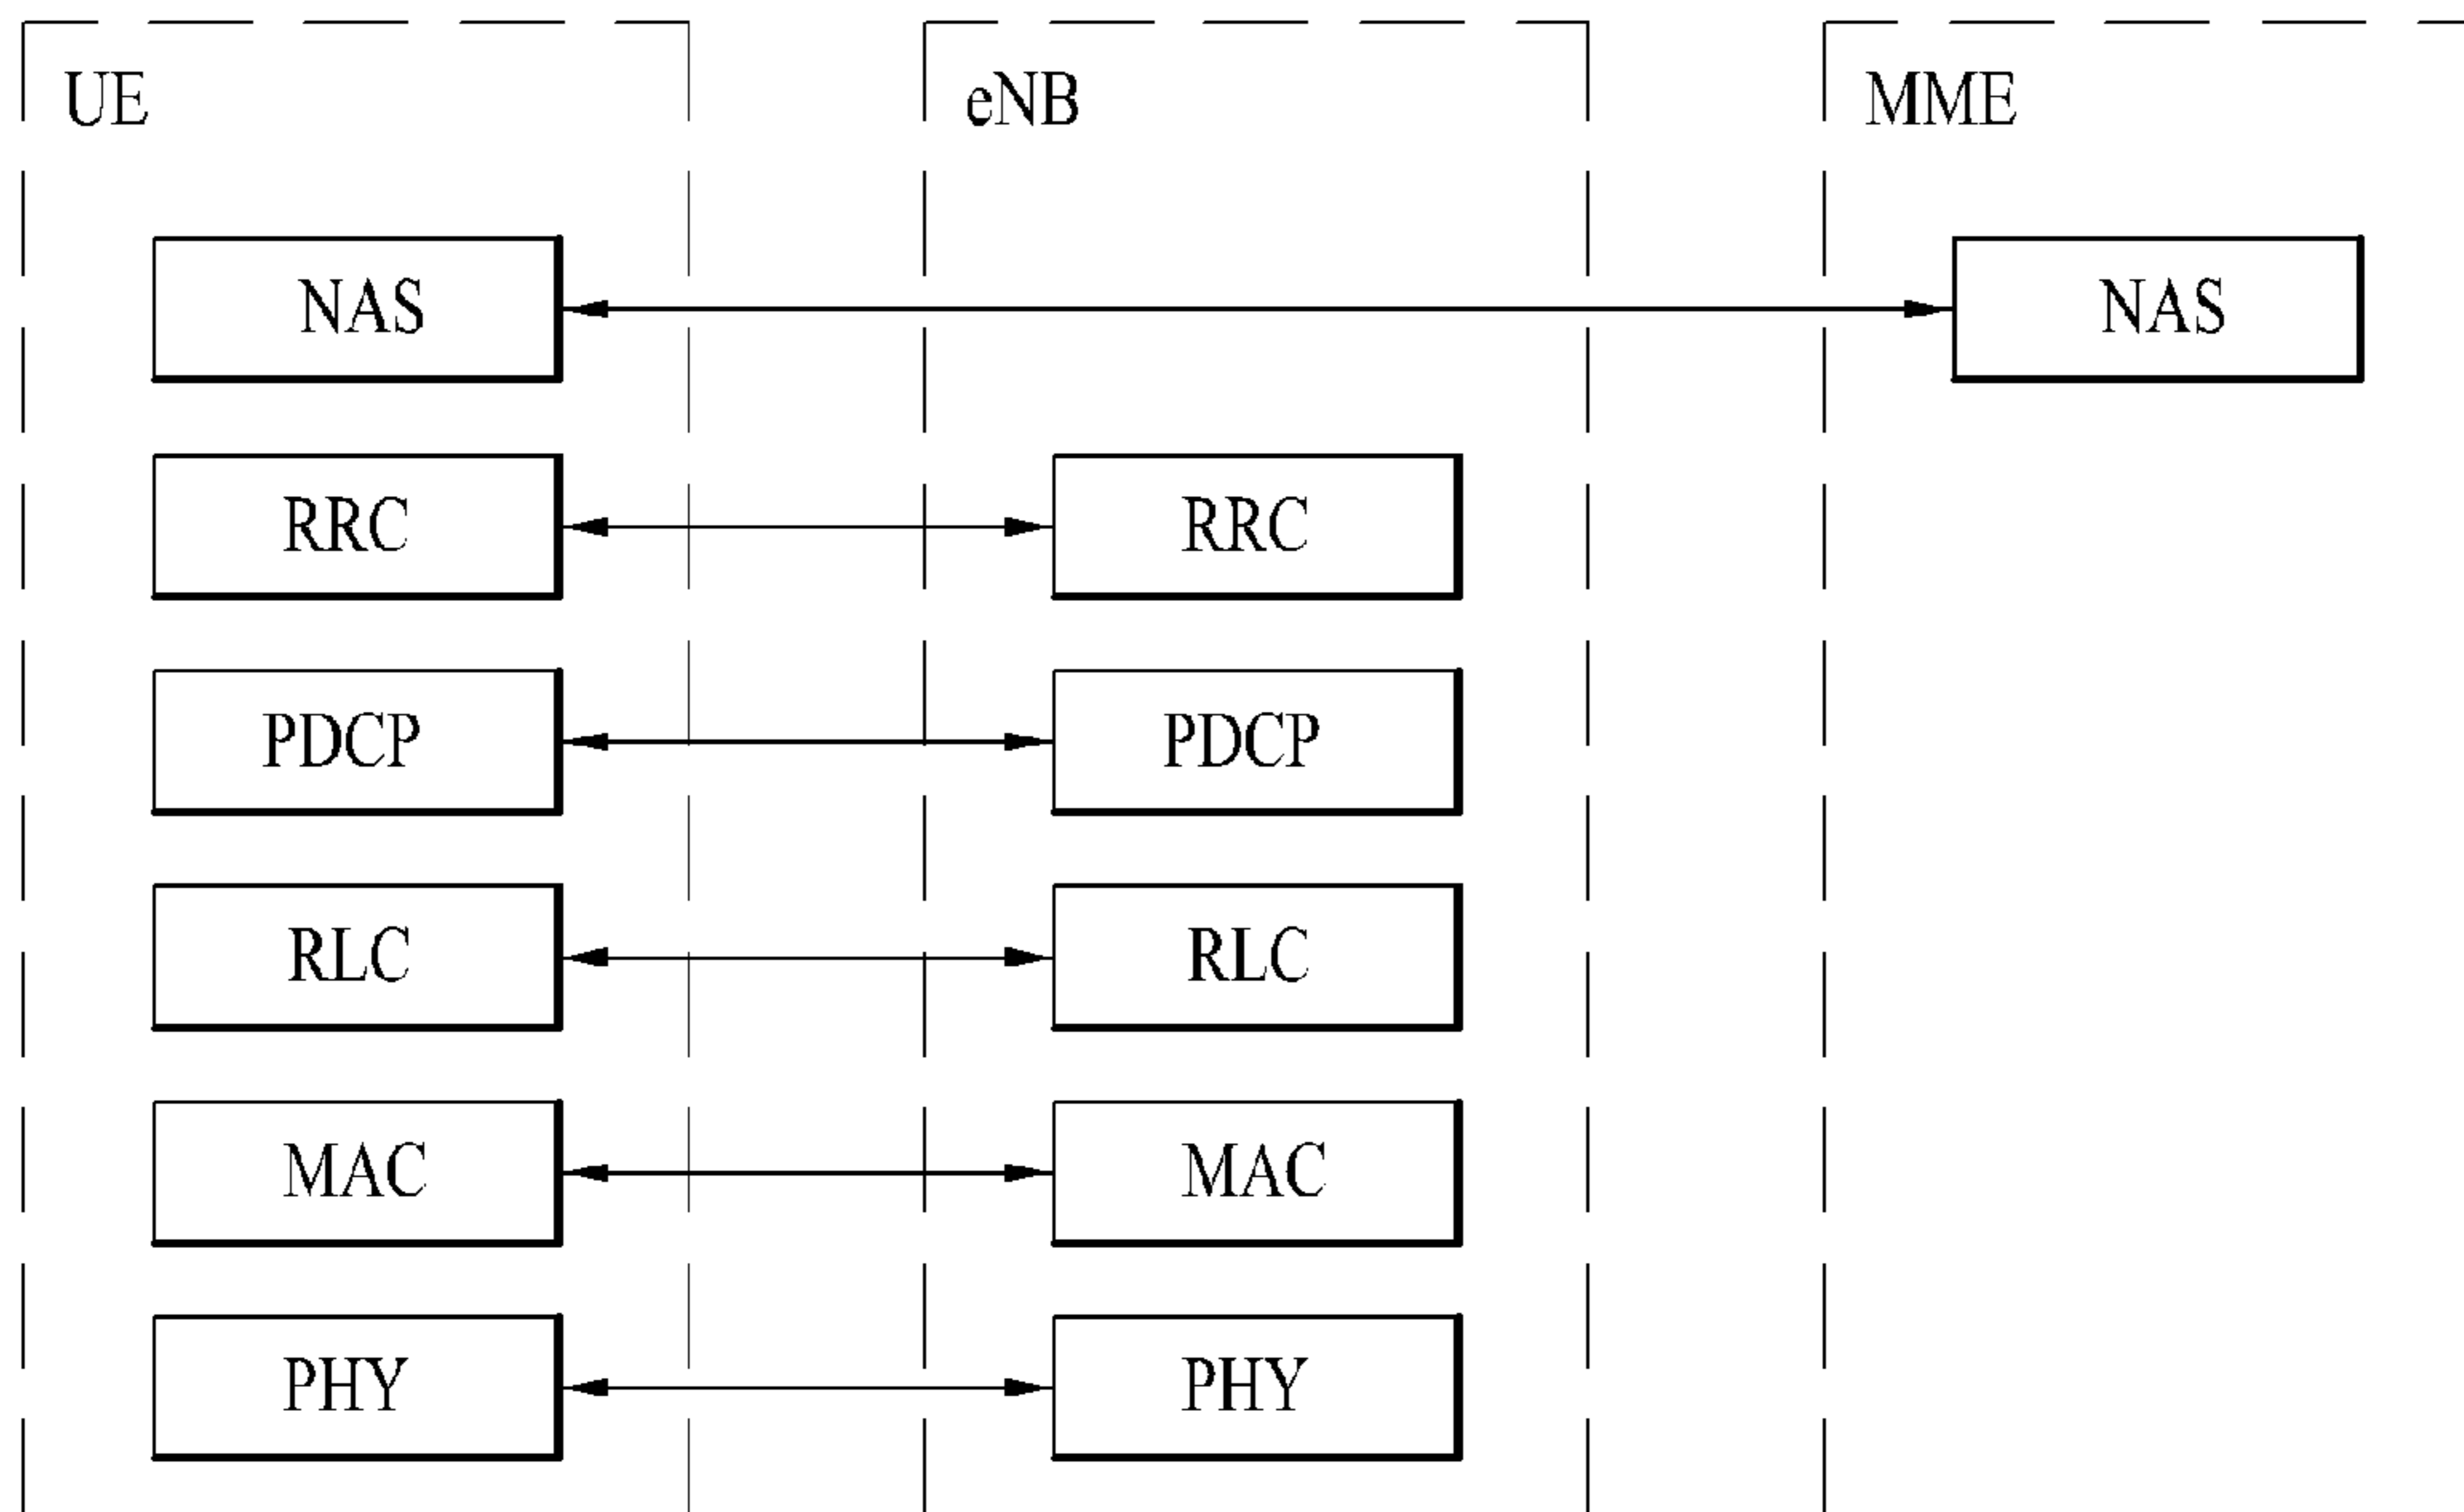 UE
eNB
MME
NAS
NAS
RRC
RRC
PDCP
PDCP
RLC
RLC
MAC
MAC
PHY
PHY